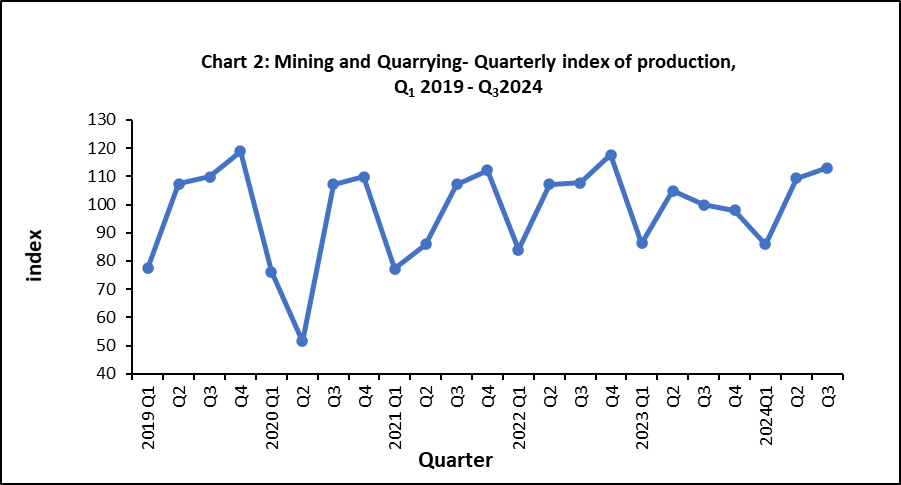 Chart 2: Mining and Quarrying- Quarterly index of production,
Q1 2019 - Q32024
130
120
110
100
90
80
70
60
50
40
index
2019 Q1
Q2
Q3
Q4
2020 Q1
Q2
Q3
Q4
2021 Q1
Q2
Q3
Q4
2022 Q1
Q2
Q3
Q4
2023 Q1
Q2
Q3
Q4
2024Q1
Q2
Q3
Quarter